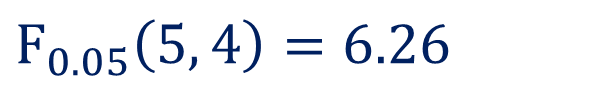 F₀.₀₅(5,4) = 6.26